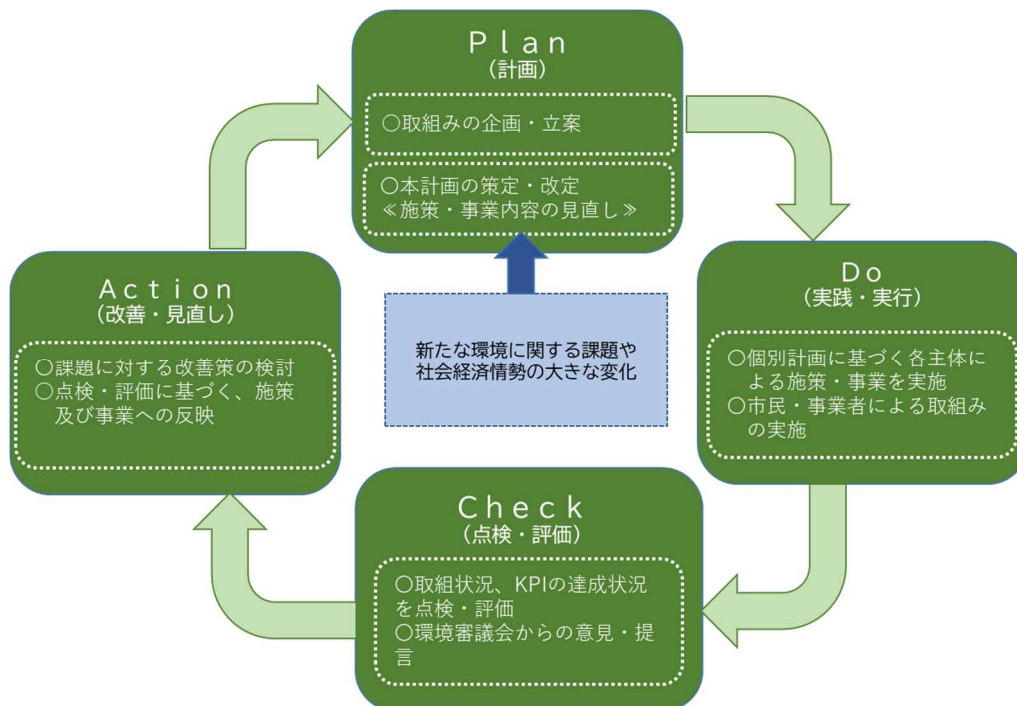 Ｐｌａｎ
（計画）
○取組みの企画・立案
○本計画の策定・改定
≪施策・事業内容の見直し≫
Ｄｏ
（実践・実行）
○個別計画に基づく各主体に
よる施策・事業を実施
○市民・事業者による取組み
の実施
Ｃｈｅｃｋ
（点検・評価）
○取組状況、KPIの達成状況
を点検・評価
○環境審議会からの意見・提
言
Ａｃｔｉｏｎ
（改善・見直し）
○課題に対する改善策の検討
○点検・評価に基づく、施策
及び事業への反映
新たな環境に関する課題や
社会経済情勢の大きな変化